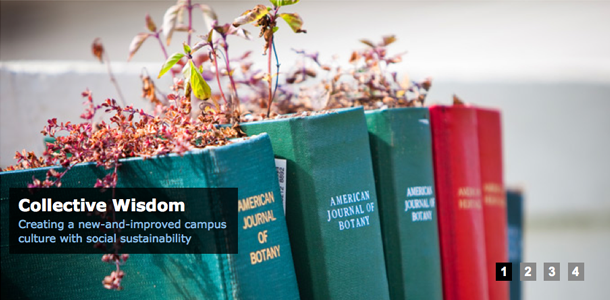 Collective Wisdom
Creating a new-and-improved campus
culture with social sustainability
AMERICAN
JOURNAL
OF
BOTANY
AMERICAN
JOURNAL OF
BOTANY
AMERICAN
JOURNAL OF
BOTANY
AMERICAN
1 2 3 4